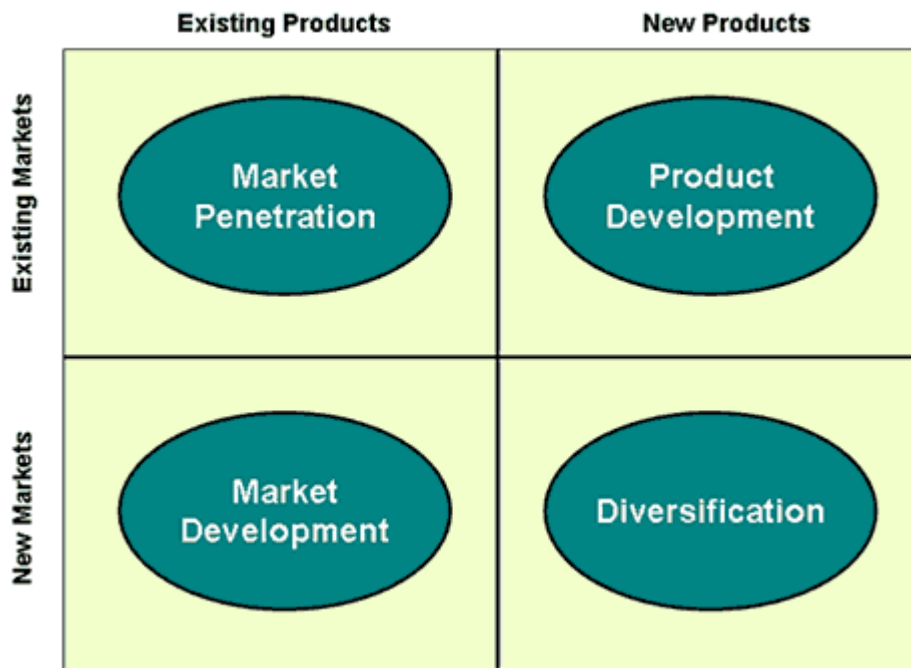 Existing Products
New Products
Existing Markets
Market
Penetration
Product
Development
New Markets
Market
Development
Diversification